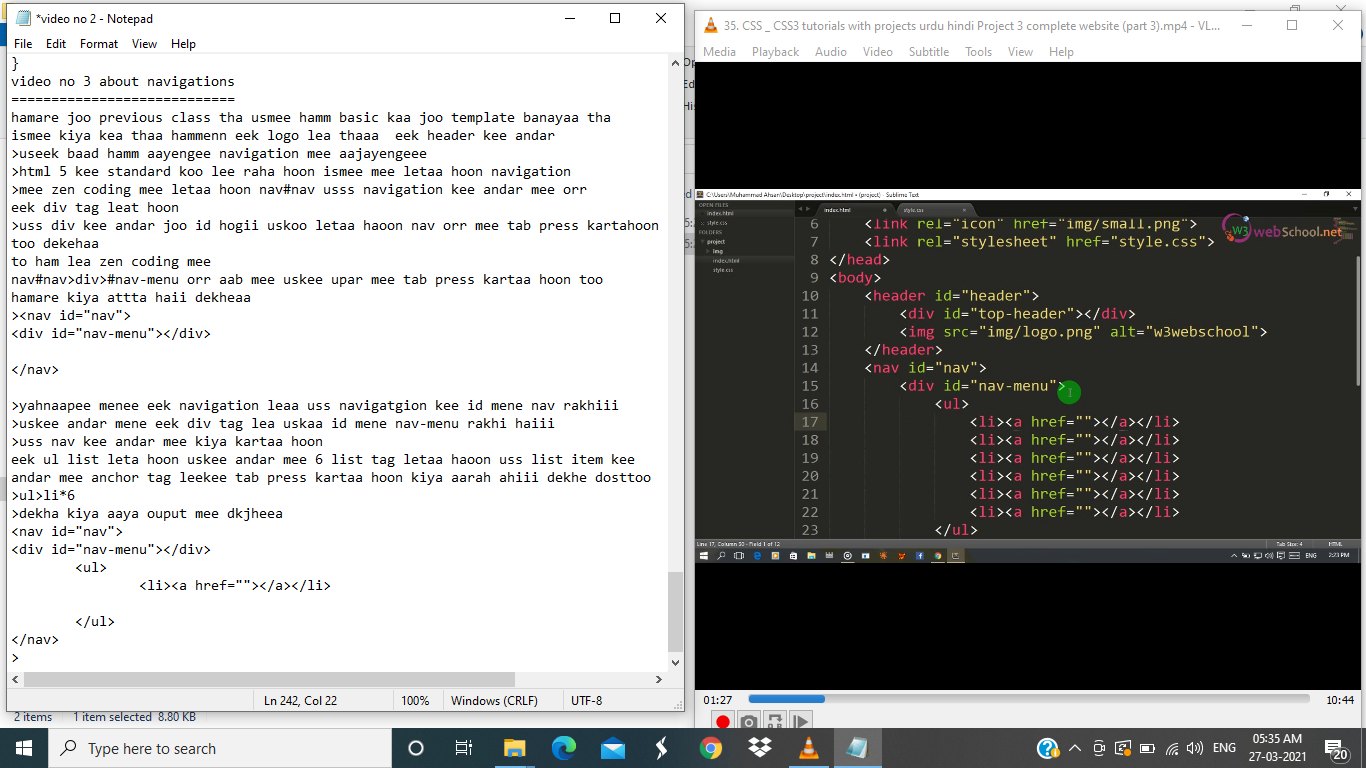 *video no 2 - Notepad
File Edit Format View Help
}
video no 3 about navigations
============================
hamare joo previous class tha usmee hamm basic kaa joo template banayaa tha
ismee kiya kea thaa hammenn eek logo lea thaaa  eek header kee andar
>useek baad hamm aayengee navigation mee aajayengeee
>html 5 kee standard koo lee raha hoon ismee mee letaa hoon navigation
>mee zen coding mee letaa hoon nav#nav usss navigation kee andar mee orr
eek div tag leat hoon
>uss div kee andar joo id hogii uskoo letaa haoon nav orr mee tab press kartahoon
too dekehaa
to ham lea zen coding mee
nav#nav>div>#nav-menu orr aab mee uskee upar mee tab press kartaa hoon too
hamare kiya attta haii dekheaa
><nav id="nav">
<div id="nav-menu"></div>
</nav>
>yahnaapee menee eek navigation leaa uss navigatgion kee id mene nav rakhiii
>uskee andar mene eek div tag lea uskaa id mene nav-menu rakhi haiii
>uss nav kee andar mee kiya kartaa hoon
eek ul list leta hoon uskee andar mee 6 list tag letaa haoon uss list item kee
andar mee anchor tag leekee tab press kartaa hoon kiya aarah ahiii dekhe dosttoo
>ul>li*6
>dekha kiya aaya ouput mee dkjheea
<nav id="nav">
<div id="nav-menu"></div>
<ul>
<li><a href=""></a></li>
</ul>
</nav>
>
Ln 242, Col 22 100% Windows (CRLF) UTF-8
2 items 1 item selected 8.80 KB
35. CSS _ CSS3 tutorials with projects urdu hindi Project 3 complete website (part 3).mp4 - VL...
Media Playback Audio Video Subtitle Tools View Help
C:\Users\Muhammad Ahsan\Desktop\project\index.html • (project) - Sublime Text
OPEN FILES
index.html
style.css
FOLDERS
project
img
index.html
style.css
index.html style.css
W3 webSchool.net
6 <link rel="icon" href="img/small.png">
7 <link rel="stylesheet" href="style.css">
8 </head>
9 <body>
10 <header id="header">
11 <div id="top-header"></div>
12 <img src="img/logo.png" alt="w3webschool">
13 </header>
14 <nav id="nav">
15 <div id="nav-menu">
16 <ul>
17 <li><a href=""></a></li>
18 <li><a href=""></a></li>
19 <li><a href=""></a></li>
20 <li><a href=""></a></li>
21 <li><a href=""></a></li>
22 <li><a href=""></a></li>
23 </ul>
Line 17, Column 30 - Field 1 of 12 Tab Size: 4 HTML
ENG 2:23 PM
01:27 10:44
Type here to search
ENG 05:35 AM
27-03-2021
20